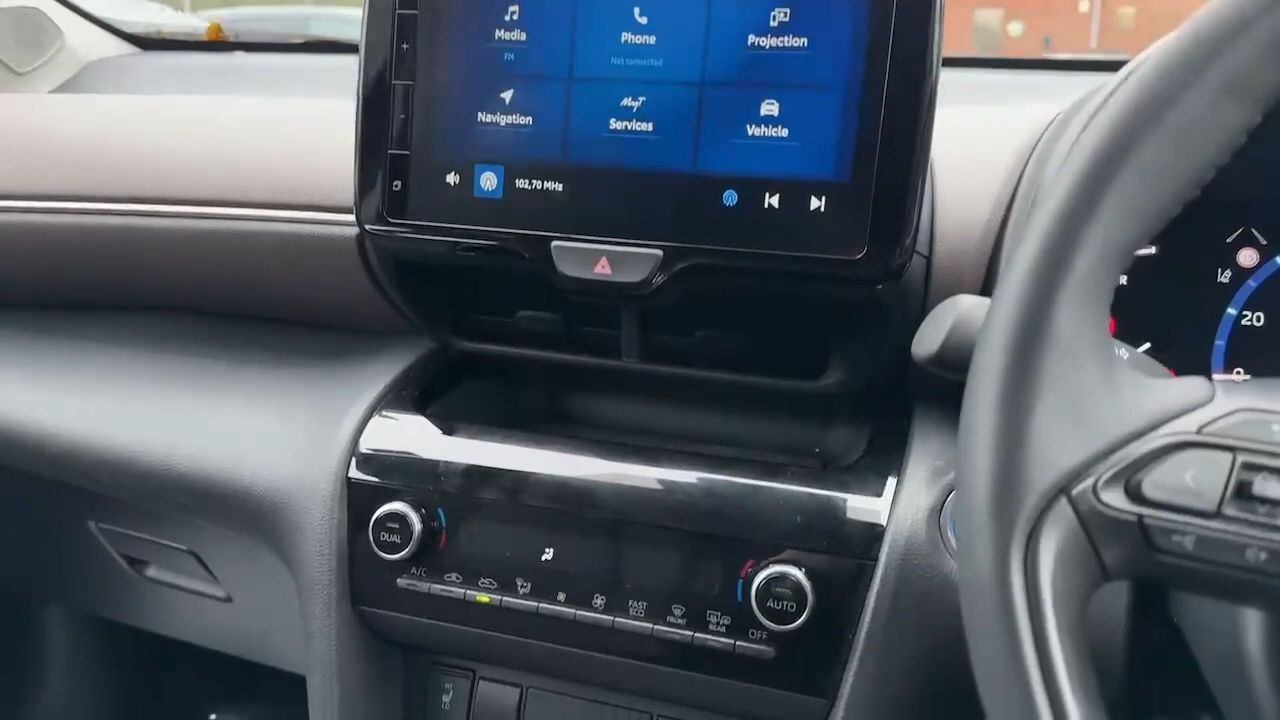 Media
FM
Phone
Not connected
Projection
Navigation
MyT
Services
Vehicle
102,70 MHz
20
DUAL
A/C
FAST
ECO
FRONT
REAR
AUTO
OFF